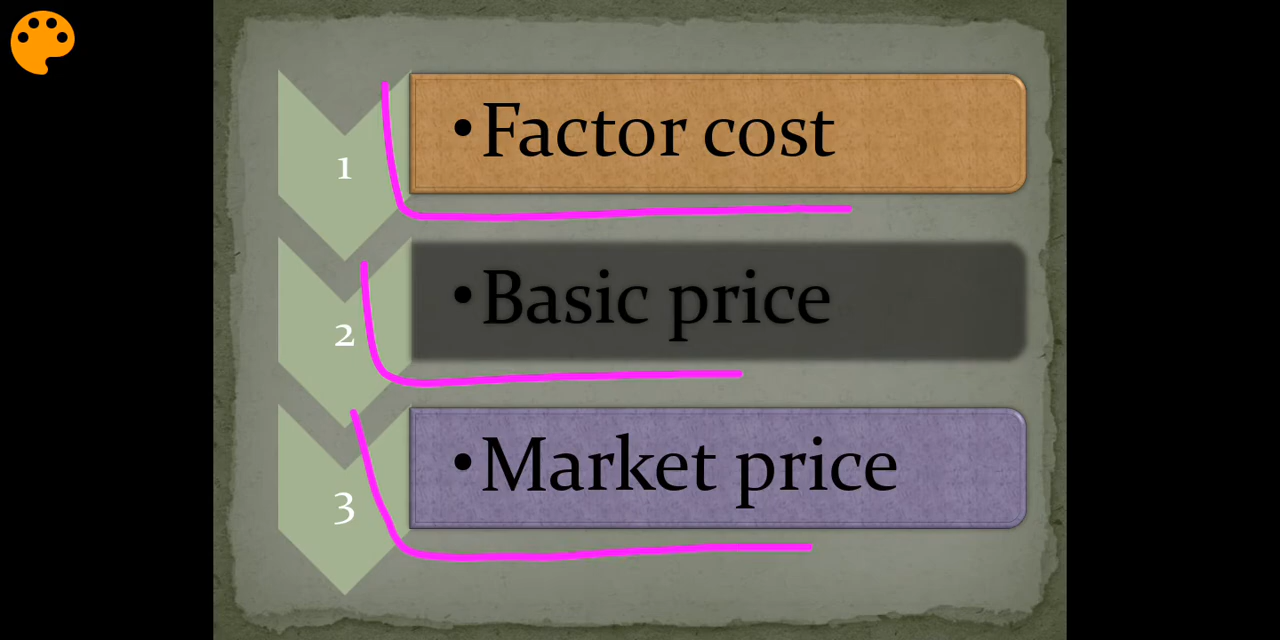 1
•Factor cost
2
•Basic price
3
•Market price